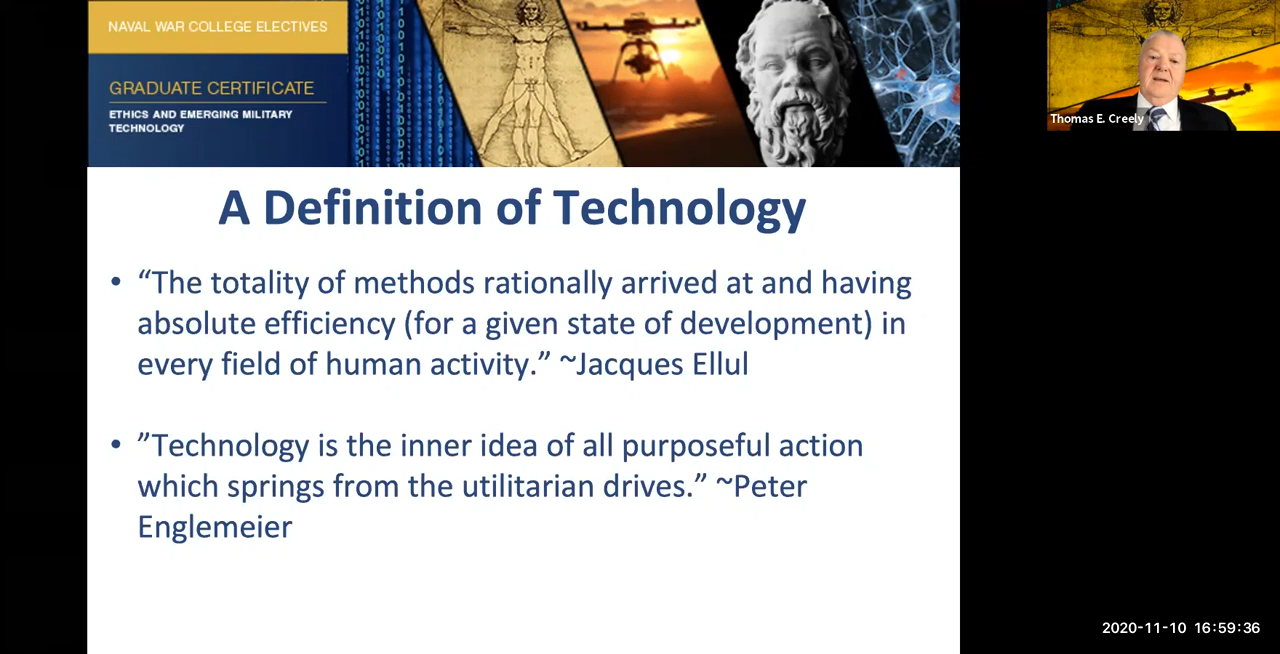 NAVAL WAR COLLEGE ELECTIVES
GRADUATE CERTIFICATE
ETHICS AND EMERGING MILITARY
TECHNOLOGY
Thomas E. Creely
A Definition of Technology
• “The totality of methods rationally arrived at and having
absolute efficiency (for a given state of development) in
every field of human activity.” ~Jacques Ellul
• ”Technology is the inner idea of all purposeful action
which springs from the utilitarian drives.” ~Peter
Englemeier
2020-11-10 16:59:36